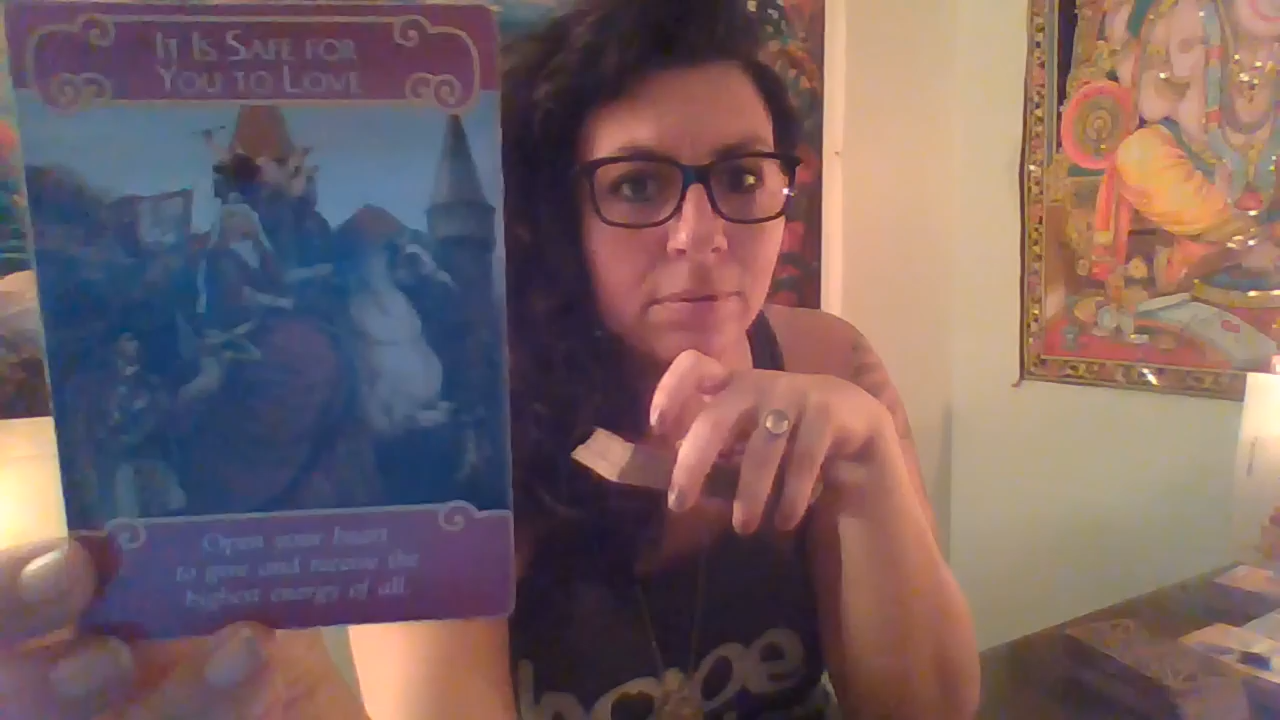 IT IS SAFE FOR
YOU TO LOVE
Open your heart
to give and receive the
highest energy of all.
hope